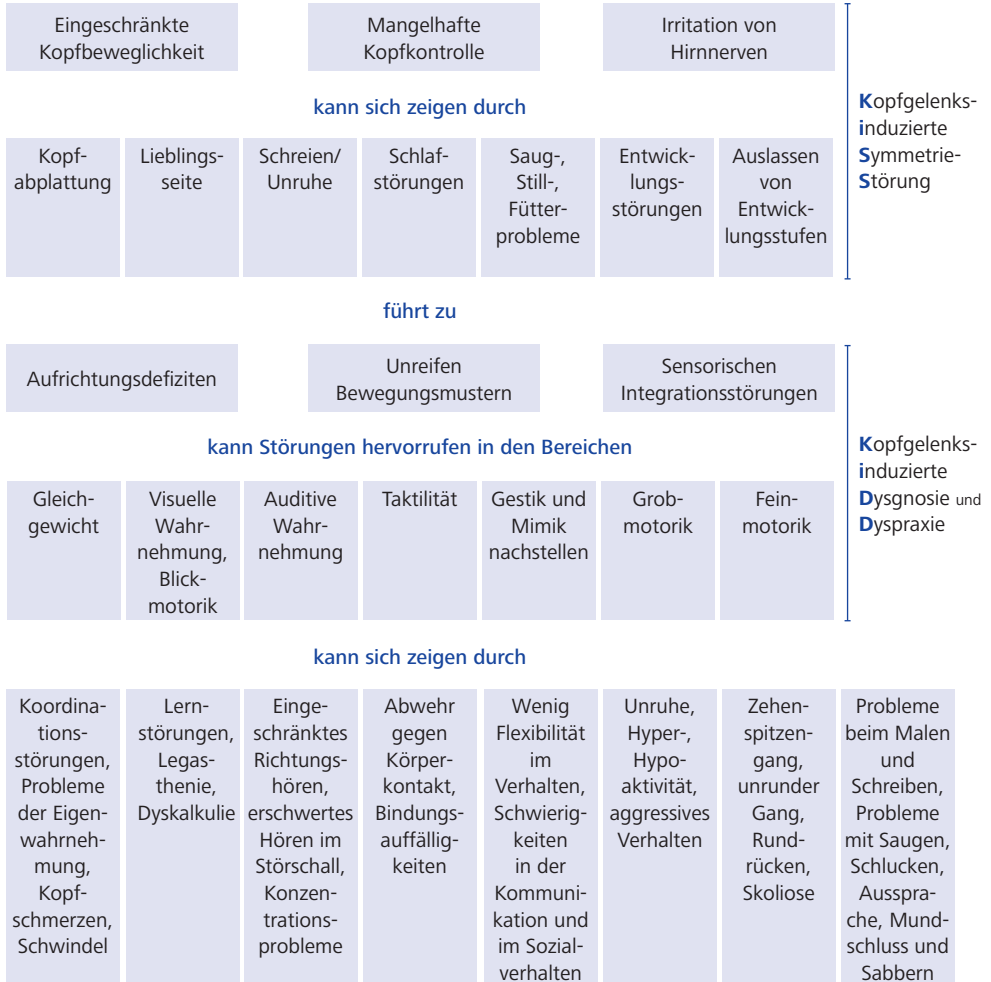 Eingeschränkte
Kopfbeweglichkeit
Mangelhafte
Kopfkontrolle
Irritation von
Hirnnerven
kann sich zeigen durch
Kopf-
abplattung
Lieblings-
seite
Schreien/
Unruhe
Schlaf-
störungen
Saug-,
Still-,
Fütter-
probleme
Entwick-
lungs-
störungen
Auslassen
von
Entwick-
lungsstufen
Kopfgelenks-
induzierte
Symmetrie-
Störung
führt zu
Aufrichtungsdefiziten
Unreifen
Bewegungsmustern
Sensorischen
Integrationsstörungen
kann Störungen hervorrufen in den Bereichen
Gleich-
gewicht
Visuelle
Wahr-
nehmung,
Blick-
motorik
Auditive
Wahr-
nehmung
Taktilität
Gestik und
Mimik
nachstellen
Grob-
motorik
Fein-
motorik
Kopfgelenks-
induzierte
Dysgnosie und
Dyspraxie
kann sich zeigen durch
Koordina-
tions-
störungen,
Probleme
der Eigen-
wahrneh-
mung,
Kopf-
schmerzen,
Schwindel
Lern-
störungen,
Legas-
thenie,
Dyskalkulie
Einge-
schränktes
Richtungs-
hören,
erschwertes
Hören im
Störschall,
Konzen-
trations-
probleme
Abwehr
gegen
Körper-
kontakt,
Bindungs-
auffällig-
keiten
Wenig
Flexibilität
im
Verhalten,
Schwierig-
keiten
in der
Kommuni-
kation und
im Sozial-
verhalten
Unruhe,
Hyper-,
Hypo-
aktivität,
aggressives
Verhalten
Zehen-
spitzen-
gang,
unrunder
Gang,
Rund-
rücken,
Skoliose
Probleme
beim Malen
und
Schreiben,
Probleme
mit Saugen,
Schlucken,
Ausspra-
che, Mund-
schluss und
Sabbern